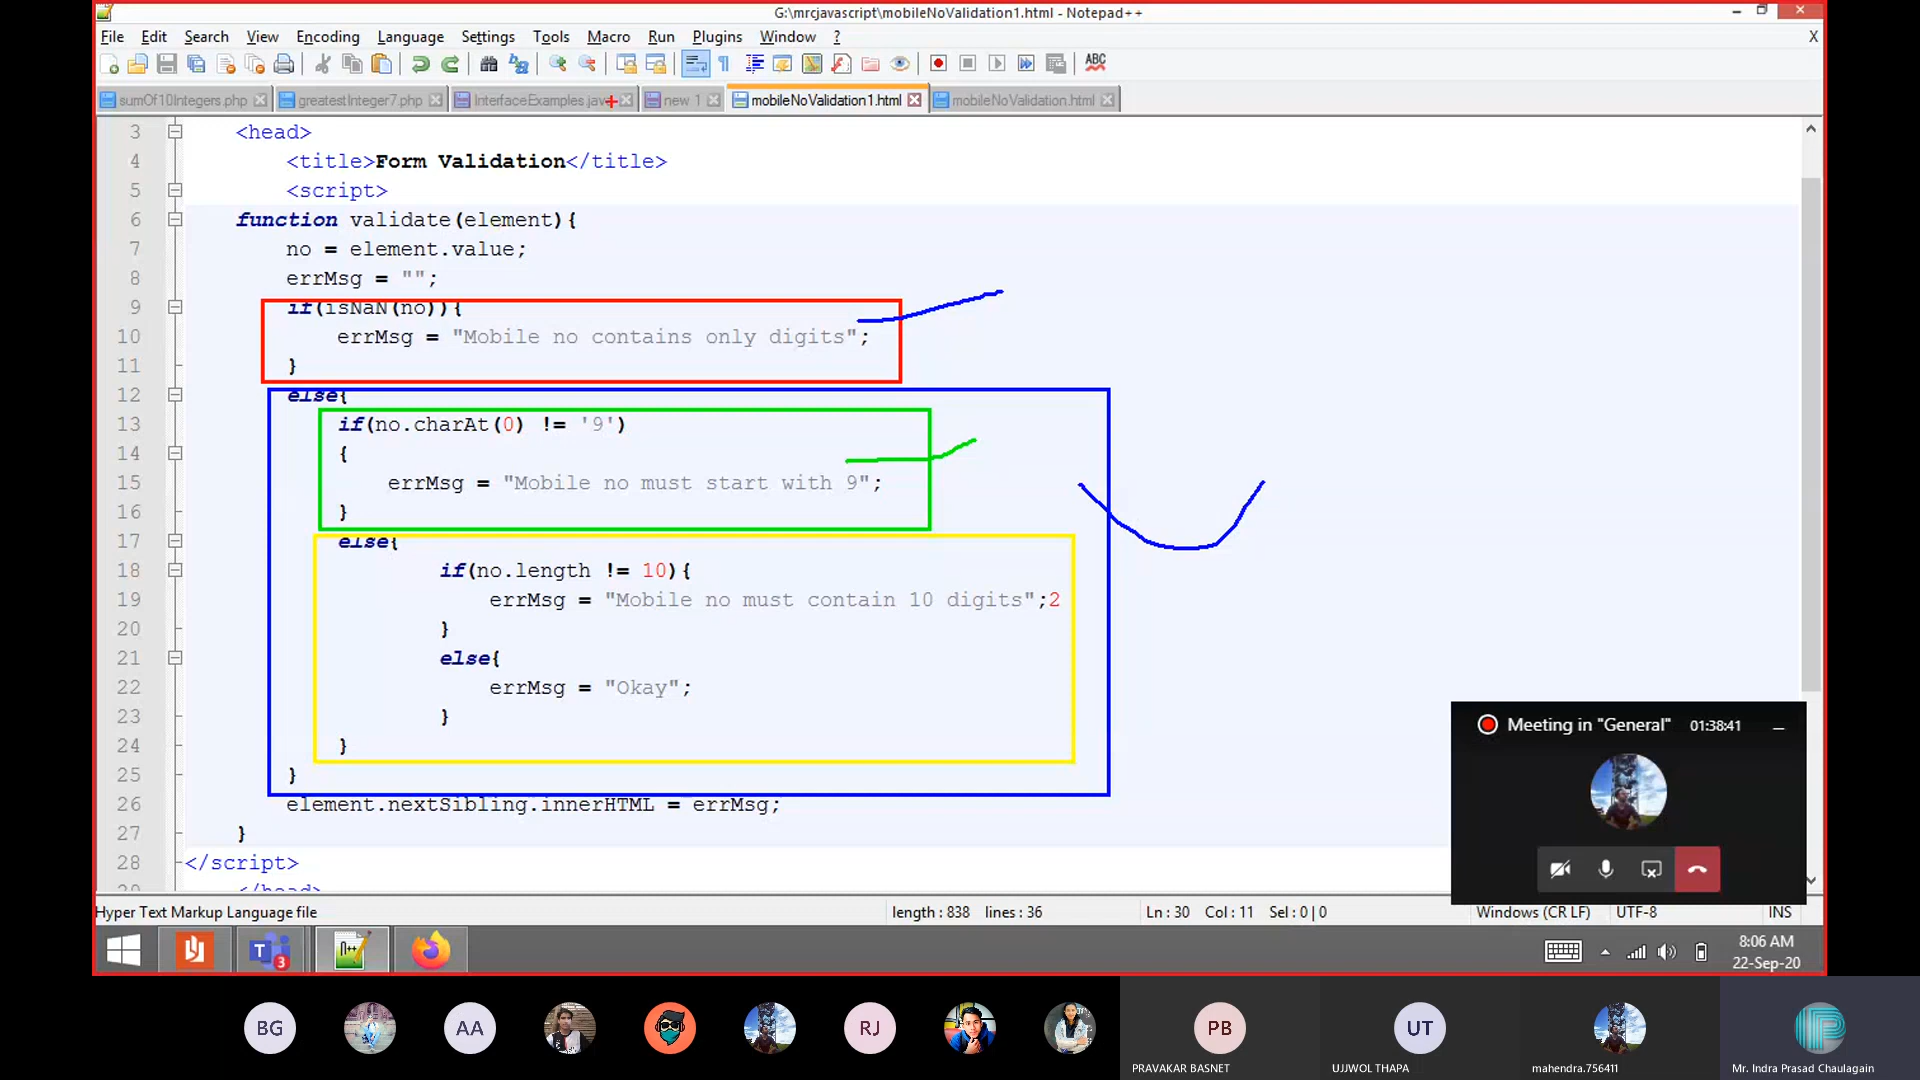 G:\mrcjavascript\mobileNoValidation1.html - Notepad++
File Edit Search View Encoding Language Settings Tools Macro Run Plugins Window ? X
ABC
sumOf10Integers.php greatestInteger7.php InterfaceExamples.jav new 1 mobileNoValidation1.html mobileNoValidation.html
3 <head>
4 <title>Form Validation</title>
5 <script>
6 function validate(element){
7 no = element.value;
8 errMsg = "";
9 if(isNaN(no)){
10 errMsg = "Mobile no contains only digits";
11 }
12 else{
13 if(no.charAt(0) != '9')
14 {
15 errMsg = "Mobile no must start with 9";
16 }
17 else{
18 if(no.length != 10){
19 errMsg = "Mobile no must contain 10 digits";2
20 }
21 else{
22 errMsg = "Okay";
23 }
24 }
25 }
26 element.nextSibling.innerHTML = errMsg;
27 }
28 </script>
29 </head>
Meeting in "General" 01:38:41
Hyper Text Markup Language file length : 838 lines : 36 Ln : 30 Col : 11 Sel : 0 | 0 Windows (CR LF) UTF-8 INS
T 3 n++
8:06 AM
22-Sep-20
BG AA RJ PB UT
PRAVAKAR BASNET UJJWOL THAPA mahendra.756411 Mr. Indra Prasad Chaulagain